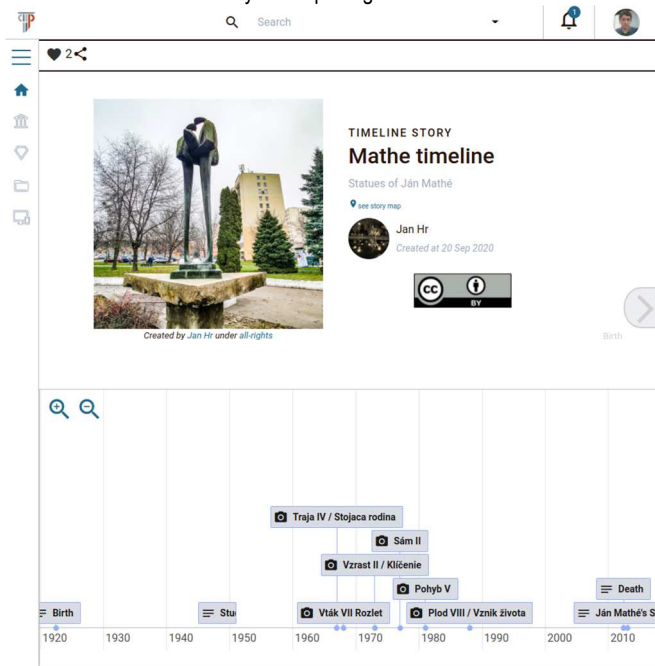 Search
1
2
TIMELINE STORY
Mathe timeline
Statues of Ján Mathé
see story map
Jan Hr
Created at 20 Sep 2020
CC BY
Created by Jan Hr under all-rights
Birth
Traja IV / Stojaca rodina
Sám II
Vzrast II / Klíčenie
Pohyb V
Death
Birth
Vták VII Rozlet
Plod VIII / Vznik života
Ján Mathé's S
1920 1930 1940 1950 1960 1970 1980 1990 2000 2010